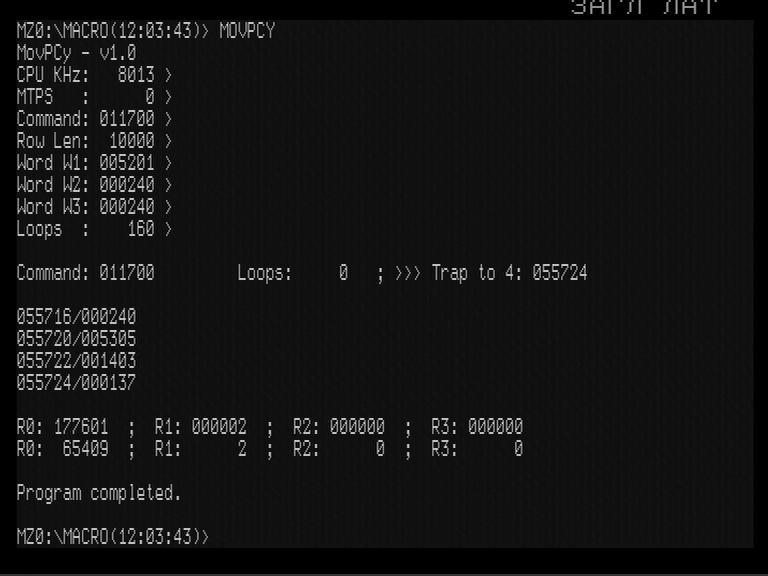 MZ0:\MACRO(12:03:43)> MOVPCY
MovPCy - v1.0
CPU KHz:   8013 >
MTPS   :      0 >
Command: 011700 >
Row Len:  10000 >
Word W1: 005201 >
Word W2: 000240 >
Word W3: 000240 >
Loops  :    160 >
Command: 011700         Loops:     0   ; >>> Trap to 4: 055724
055716/000240
055720/005305
055722/001403
055724/000137
R0: 177601  ;  R1: 000002  ;  R2: 000000  ;  R3: 000000
R0:  65409  ;  R1:      2  ;  R2:      0  ;  R3:      0
Program completed.
MZ0:\MACRO(12:03:43)>